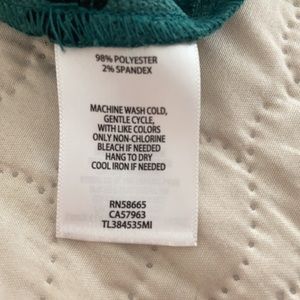 98% POLYESTER
2% SPANDEX
MACHINE WASH COLD,
GENTLE CYCLE,
WITH LIKE COLORS
ONLY NON-CHLORINE
BLEACH IF NEEDED
HANG TO DRY
COOL IRON IF NEEDED
RN58665
CA57963
TL384535MI